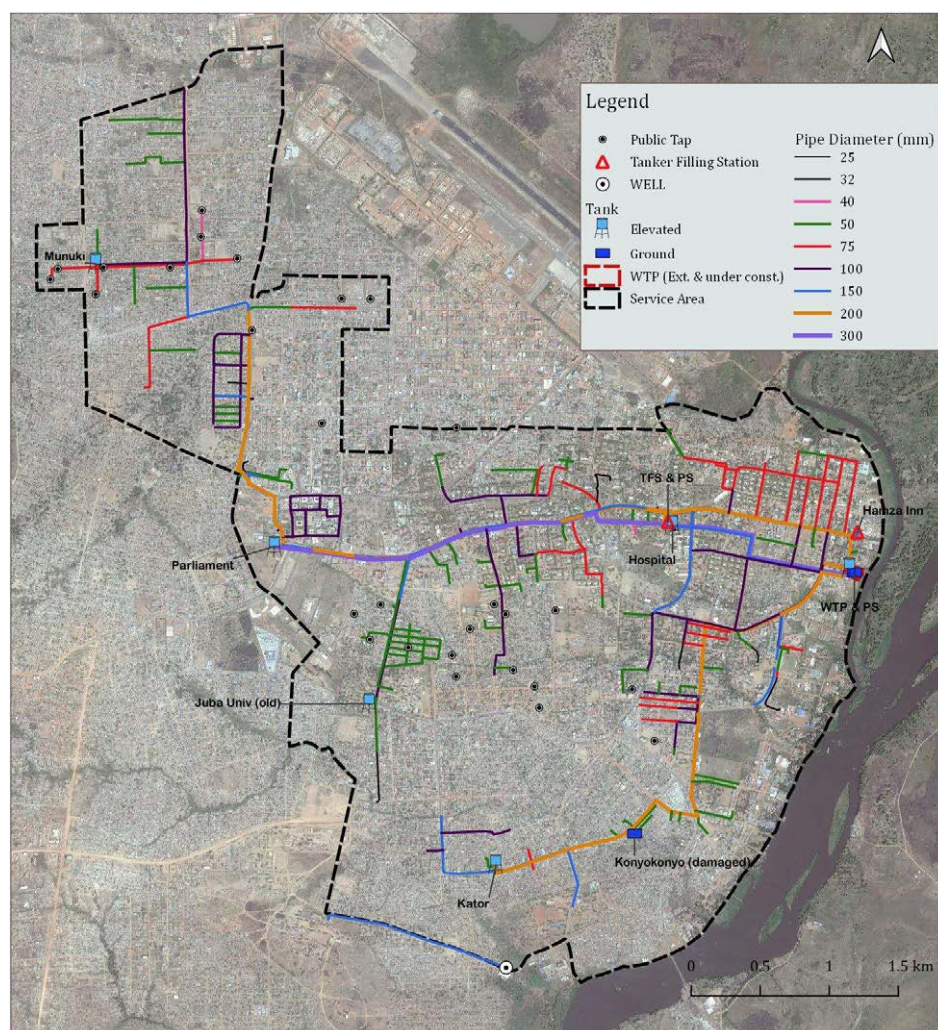 Legend
Public Tap
Tanker Filling Station
WELL
Tank
Elevated
Ground
WTP (Ext. & under const.)
Service Area
Pipe Diameter (mm)
25
32
40
50
75
100
150
200
300
Munuki
TFS & PS
Hamza Inn
Hospital
Parliament
WTP & PS
Juba Univ (old)
Konyokonyo (damaged)
Kator
0 0.5 1 1.5 km